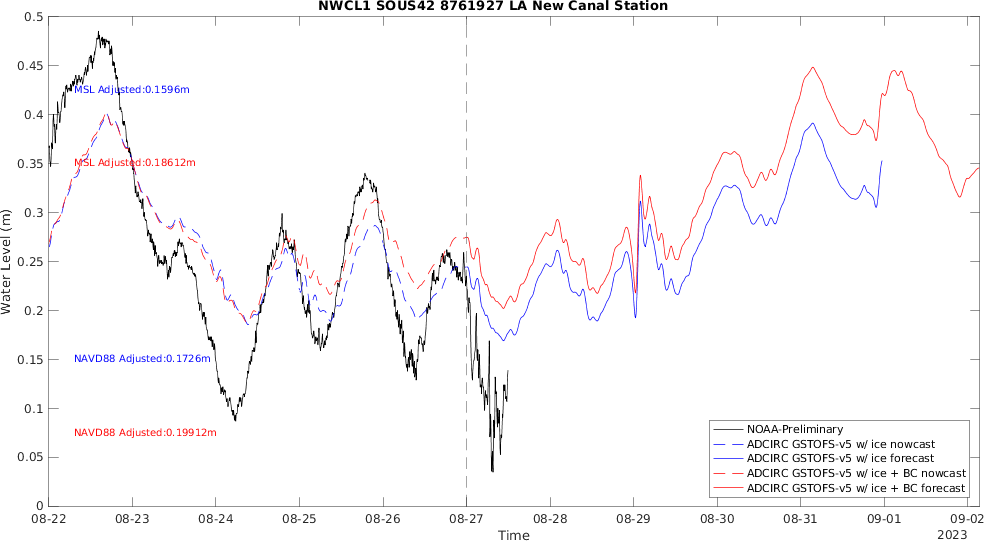 NWCL1 SOUS42 8761927 LA New Canal Station
0.5
0.45
0.4
0.35
0.3
0.25
0.2
0.15
0.1
0.05
0
Water Level (m)
MSL Adjusted:0.1596m
MSL Adjusted:0.18612m
NAVD88 Adjusted:0.1726m
NAVD88 Adjusted:0.19912m
NOAA-Preliminary
ADCIRC GSTOFS-v5 w/ ice nowcast
ADCIRC GSTOFS-v5 w/ ice forecast
ADCIRC GSTOFS-v5 w/ ice + BC nowcast
ADCIRC GSTOFS-v5 w/ ice + BC forecast
08-22 08-23 08-24 08-25 08-26 08-27 08-28 08-29 08-30 08-31 09-01 09-02
Time
2023